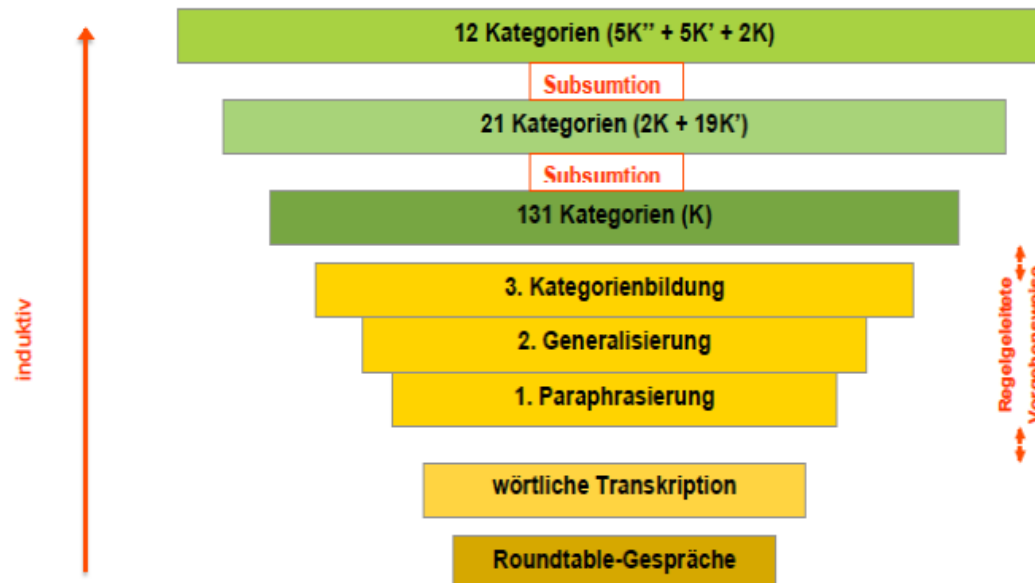 12 Kategorien (5K'' + 5K' + 2K)
Subsumtion
21 Kategorien (2K + 19K’)
Subsumtion
131 Kategorien (K)
3. Kategorienbildung
2. Generalisierung
1. Paraphrasierung
wörtliche Transkription
Roundtable-Gespräche
induktiv
Regelgeleitete
Vorgehensweise